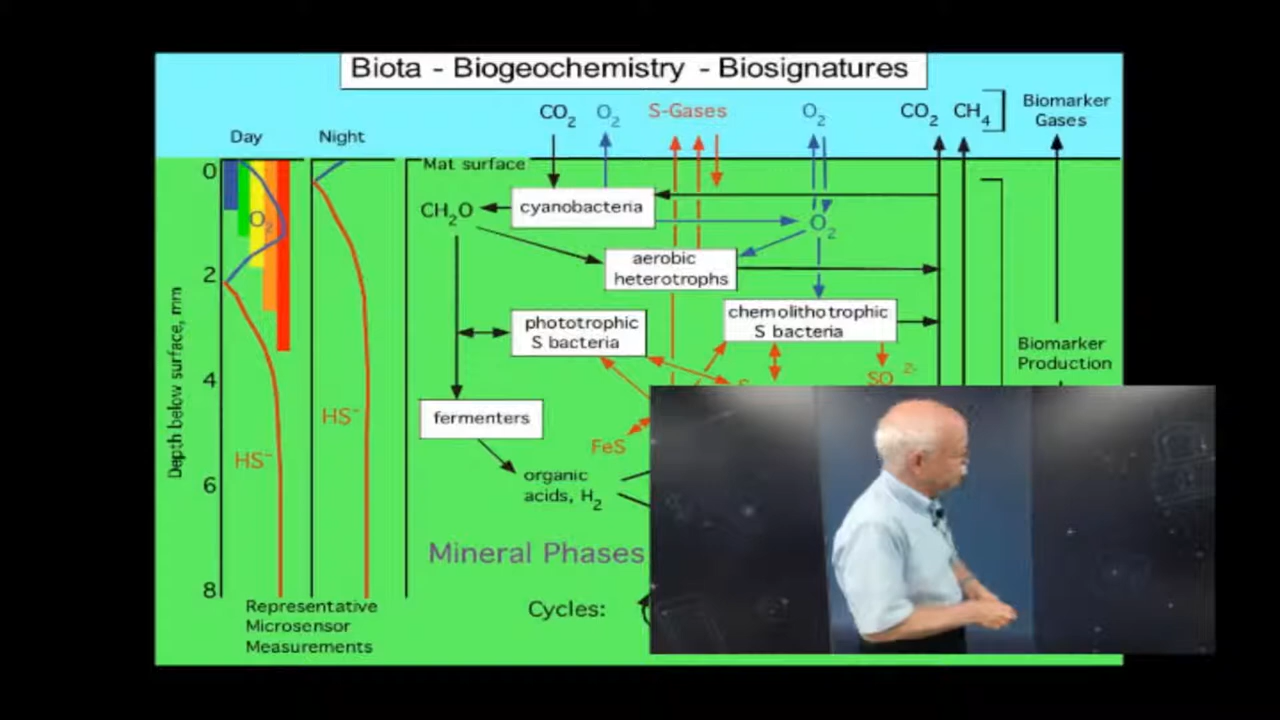 Biota - Biogeochemistry - Biosignatures
CO2 O2 S-Gases O2 CO2 CH4
Biomarker
Gases
Day Night
0
Mat surface
CH2O
cyanobacteria
O2
O2
aerobic
heterotrophs
2
chemolithotrophic
S bacteria
phototrophic
S bacteria
Biomarker
Production
4
SO 2-
HS-
fermenters
FeS
HS-
organic
acids, H2
6
Mineral Phases
8
Cycles:
Depth below surface, mm
Representative
Microsensor
Measurements